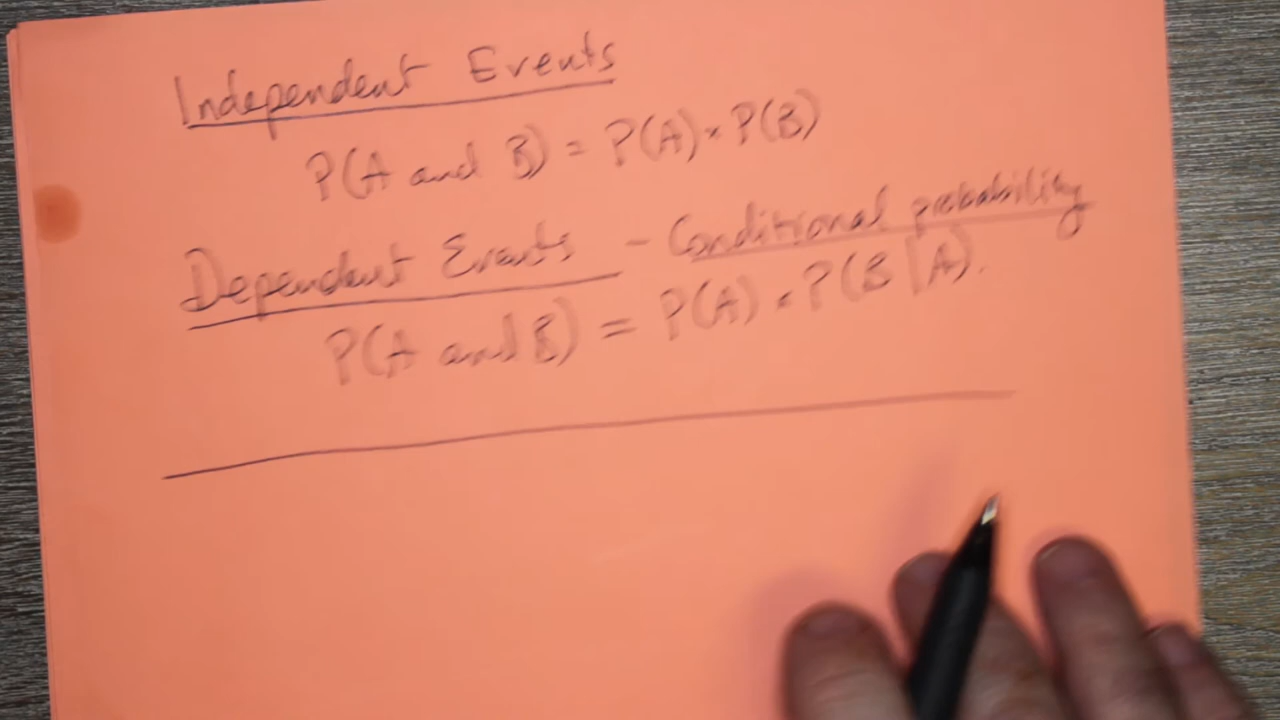 Independent Events
P(A and B) = P(A) × P(B)
Dependent Events - Conditional probability
P(A and B) = P(A) × P(B | A).